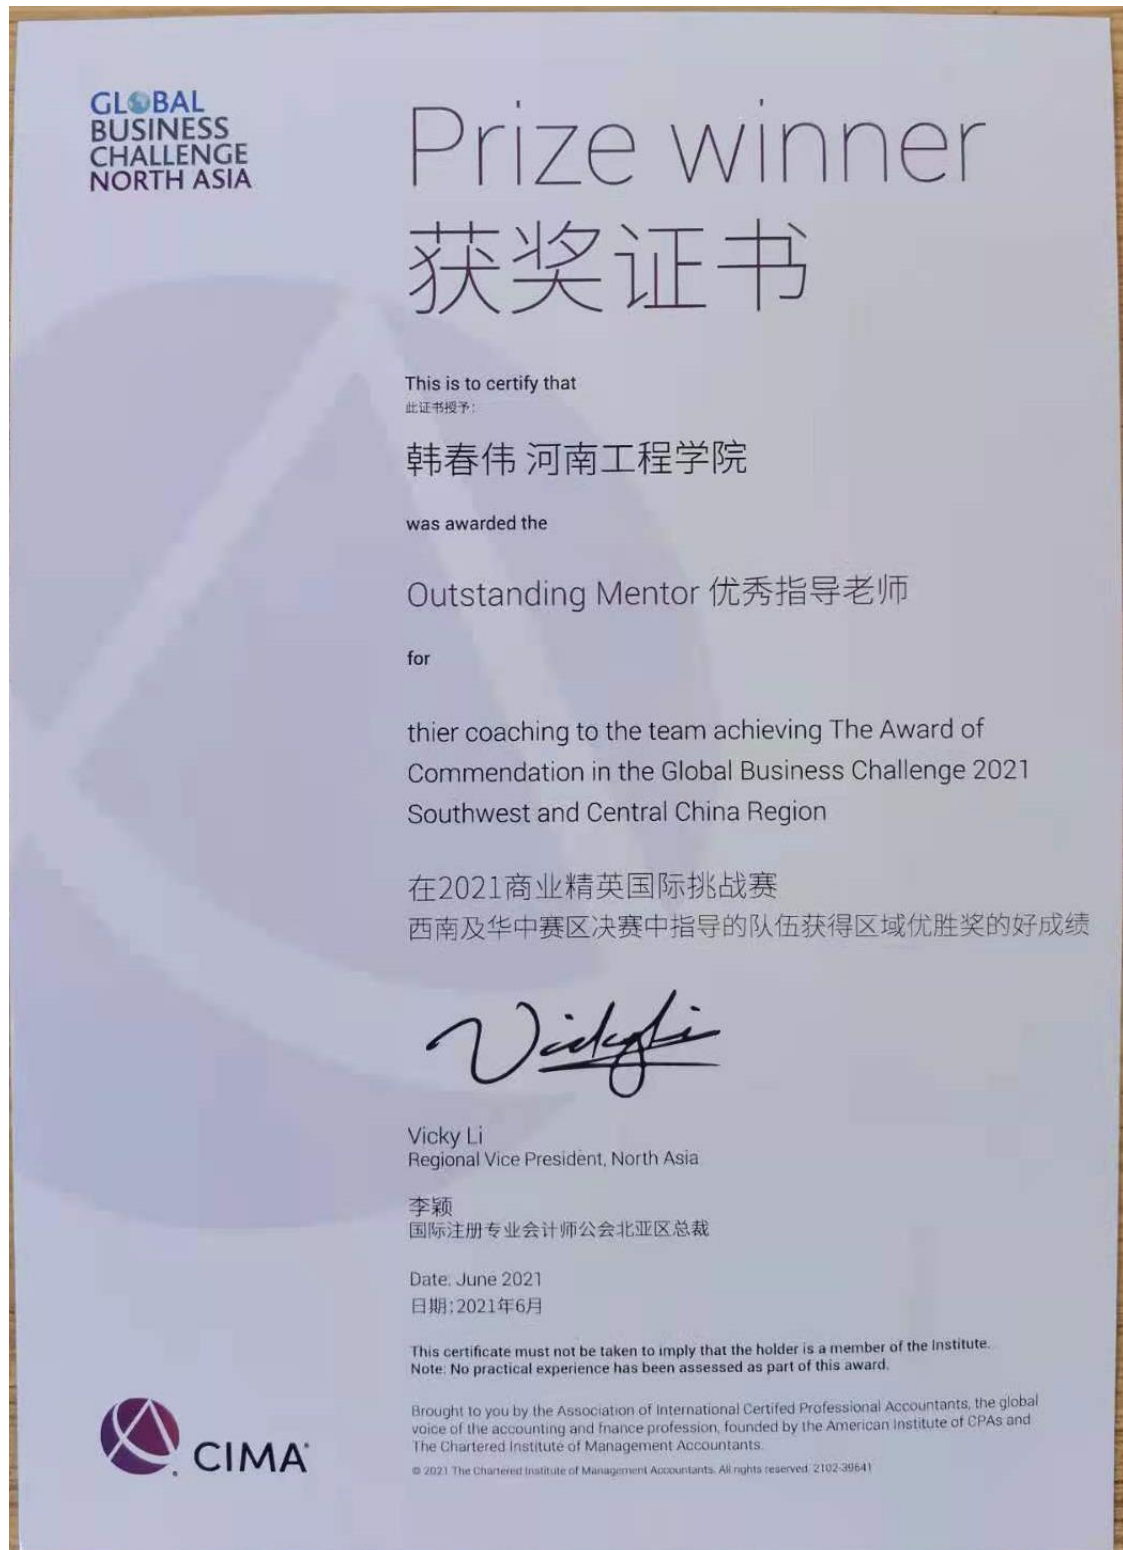 GLOBAL
BUSINESS
CHALLENGE
NORTH ASIA
Prize winner
获奖证书
This is to certify that
此证书授予:
韩春伟 河南工程学院
was awarded the
Outstanding Mentor 优秀指导老师
for
thier coaching to the team achieving The Award of
Commendation in the Global Business Challenge 2021
Southwest and Central China Region
在2021商业精英国际挑战赛
西南及华中赛区决赛中指导的队伍获得区域优胜奖的好成绩
Vicky Li
Vicky Li
Regional Vice President, North Asia
李颖
国际注册专业会计师公会北亚区总裁
Date: June 2021
日期:2021年6月
This certificate must not be taken to imply that the holder is a member of the Institute.
Note: No practical experience has been assessed as part of this award.
Brought to you by the Association of International Certifed Professional Accountants, the global
voice of the accounting and fnance profession, founded by the American Institute of CPAs and
The Chartered Institute of Management Accountants.
© 2021 The Chartered Institute of Management Accountants. All rights reserved. 2102-39641
CIMA